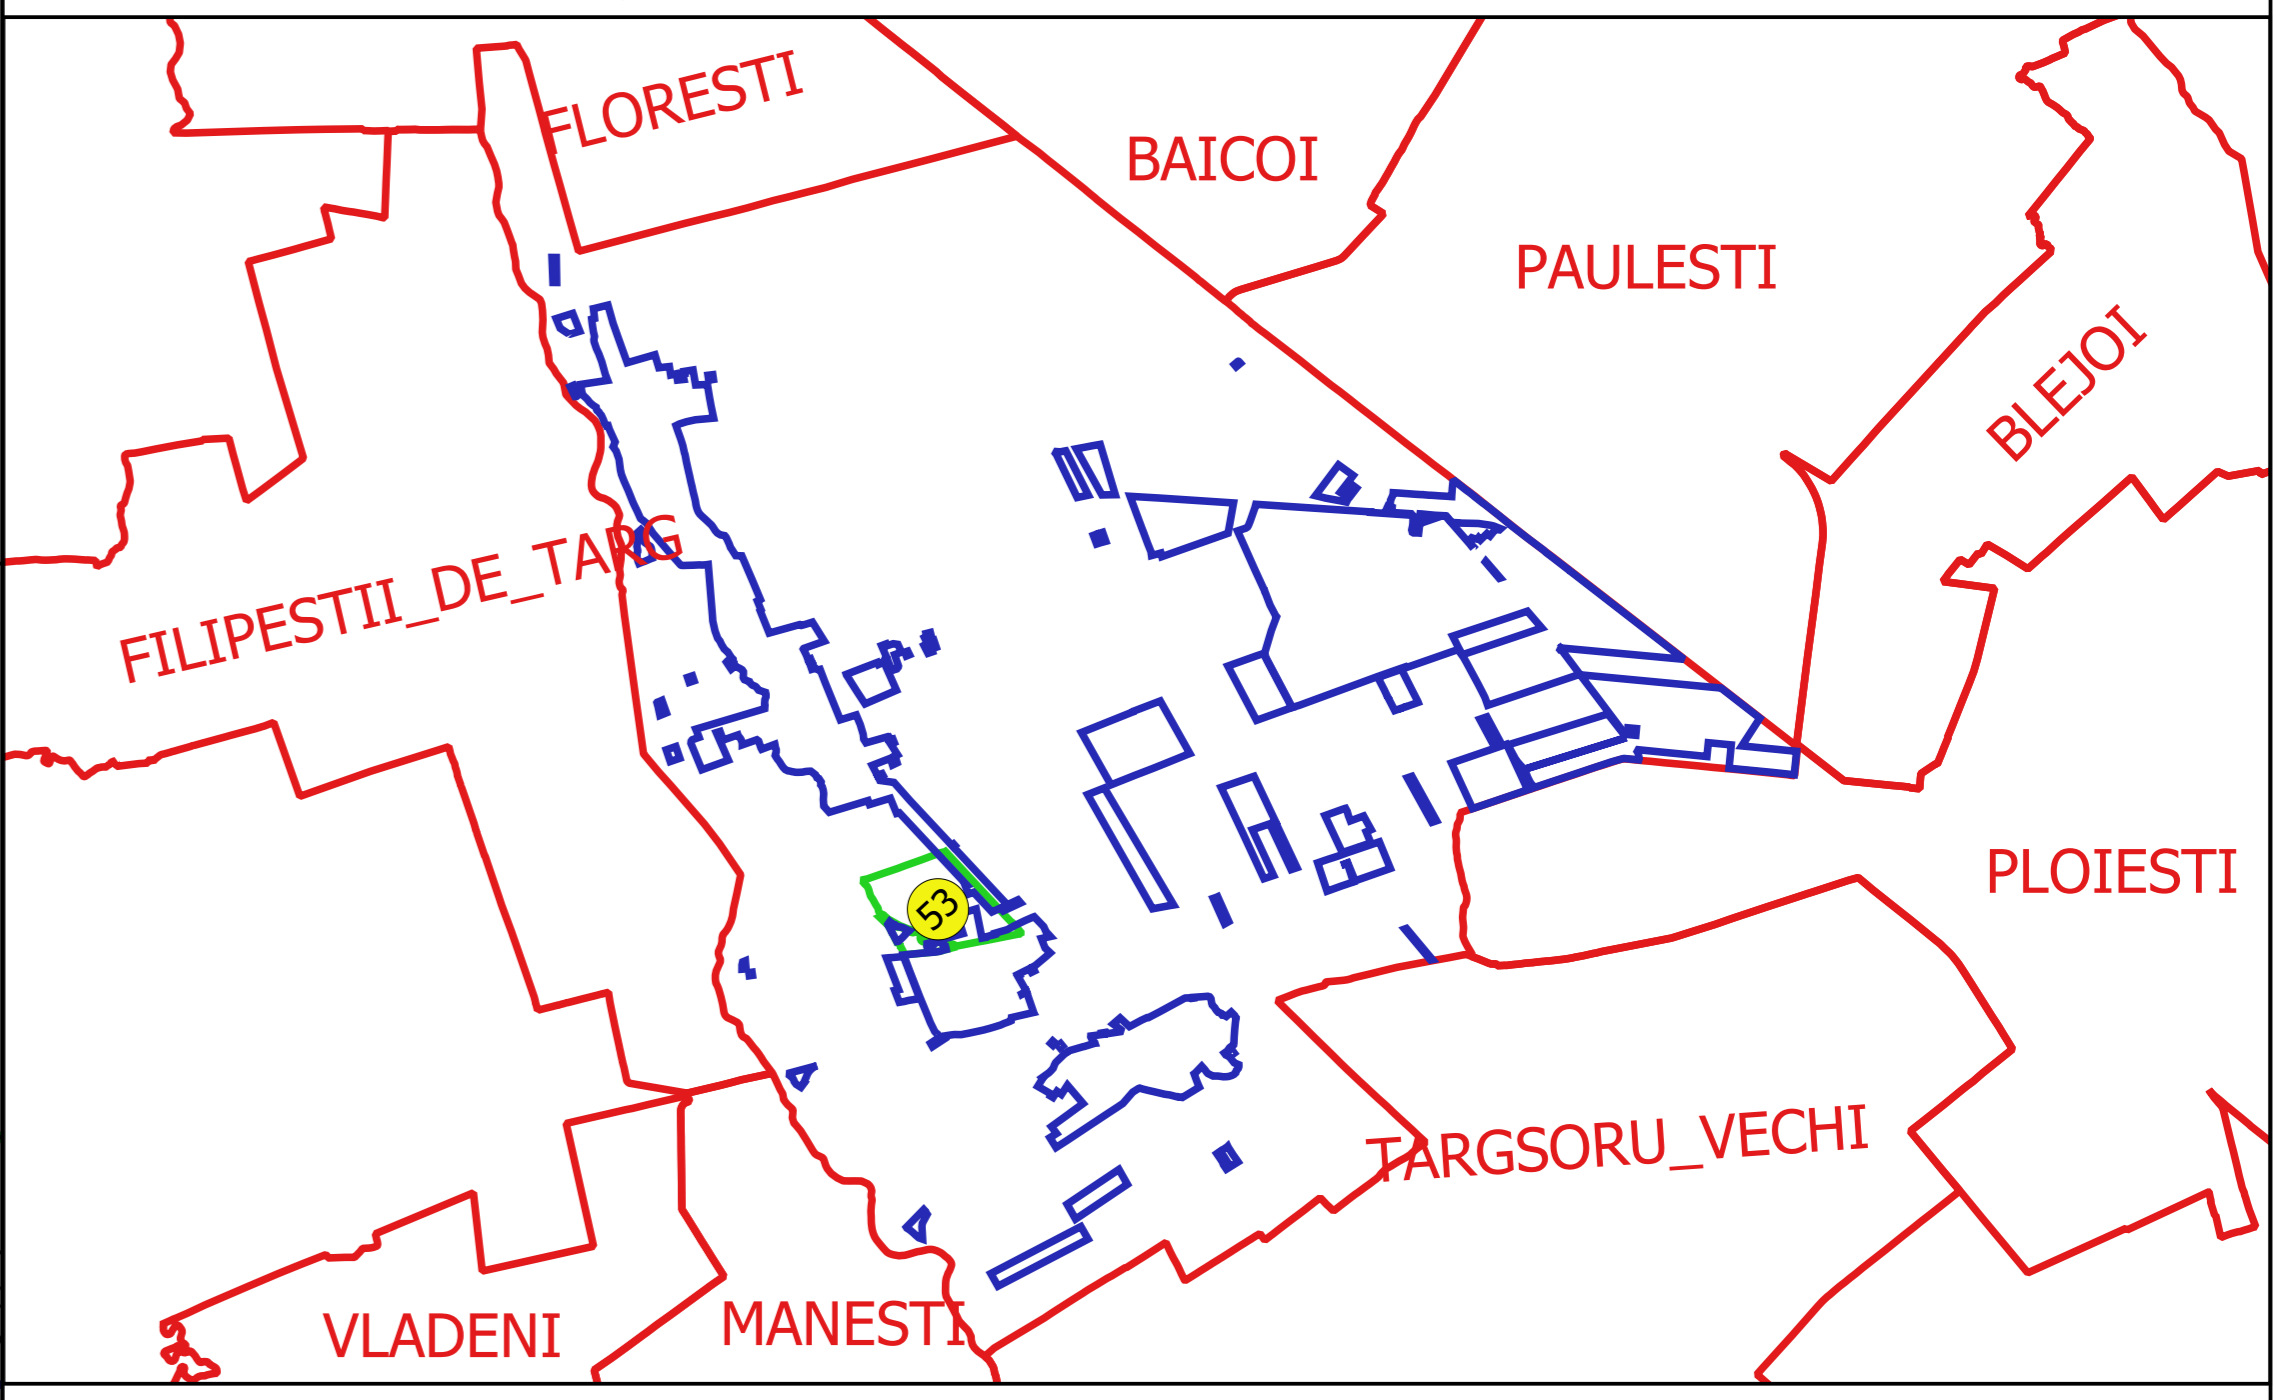 FLORESTI
BAICOI
PAULESTI
BLEJOI
FILIPESTII_DE_TARG
PLOIESTI
53
TARGSORU_VECHI
VLADENI
MANESTI